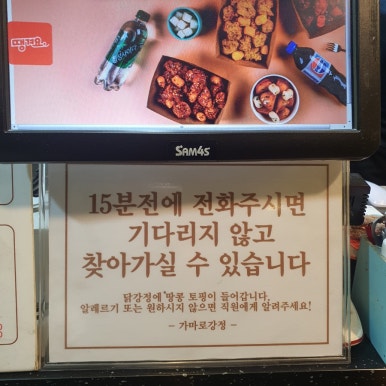 땡겨요
SAM4S
15분전에 전화주시면
기다리지 않고
찾아가실 수 있습니다
닭강정에 땅콩 토핑이 들어갑니다.
알레르기 또는 원하시지 않으면 직원에게 알려주세요!
- 가마로강정 -